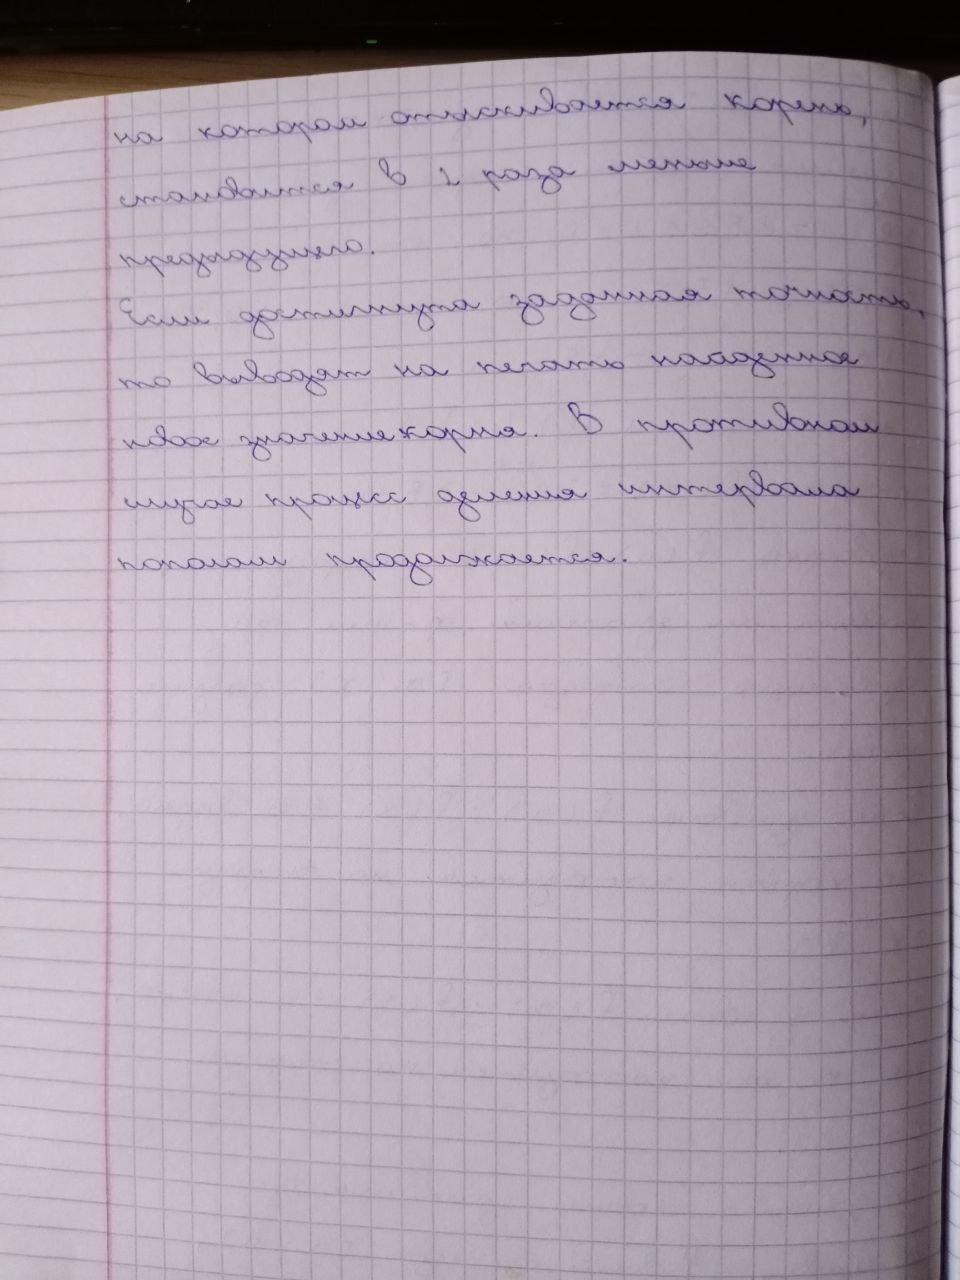 на котором отыскивается корень,
становится в 2 раза меньше
предыдущего.
Если достигнута заданная точность,
то выводят на печать найденное
новое значение корня. В противном
случае процесс деления интервала
пополам продолжается.